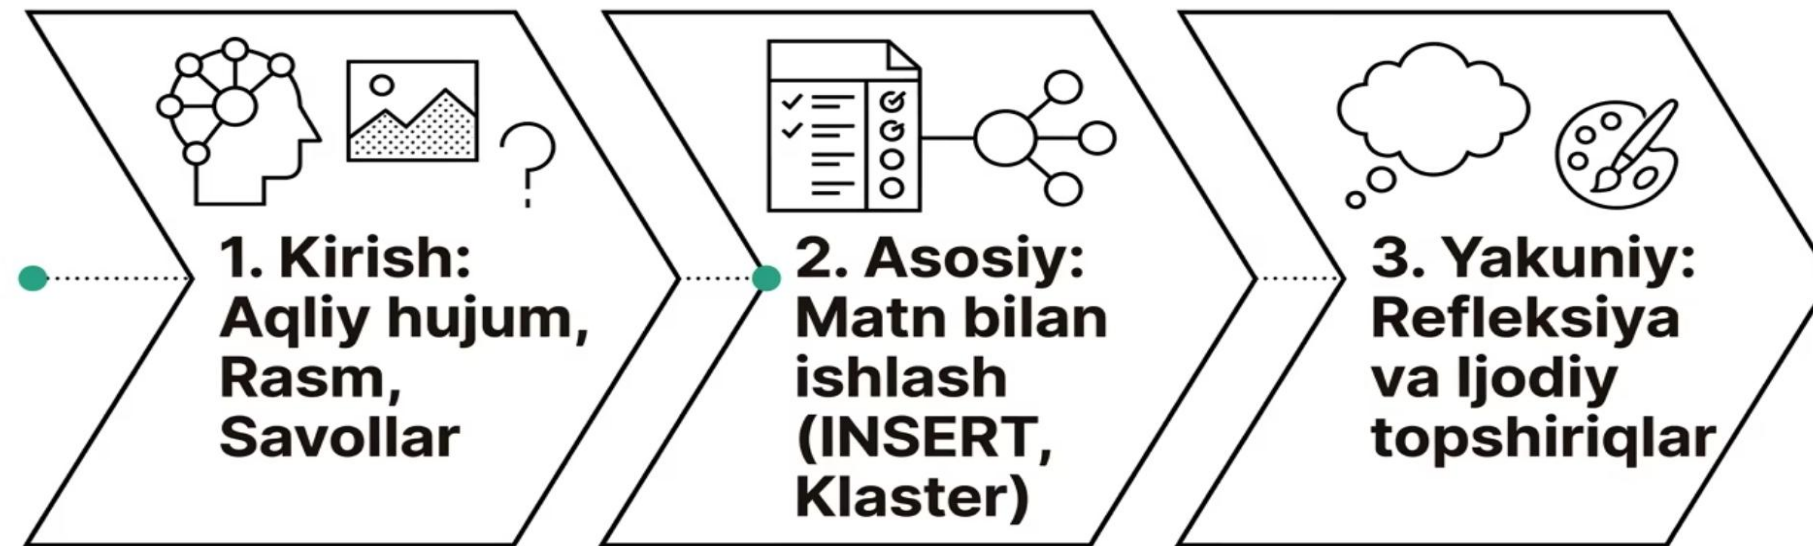 1. Kirish:
Aqliy hujum,
Rasm,
Savollar
2. Asosiy:
Matn bilan
ishlash
(INSERT,
Klaster)
3. Yakuniy:
Refleksiya
va Ijodiy
topshiriqlar